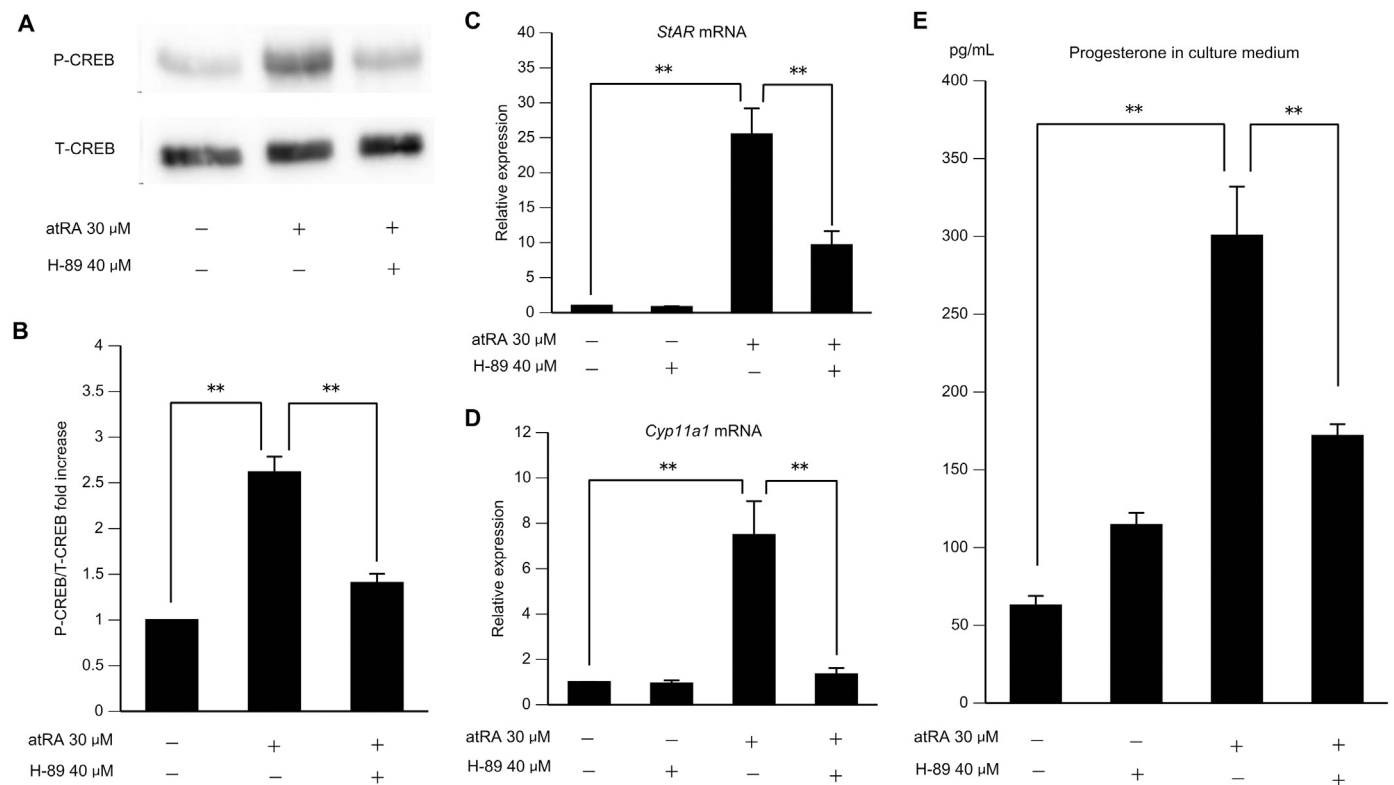 A
P-CREB
T-CREB
atRA 30 µM − + +
H-89 40 µM − − +
B
P-CREB/T-CREB fold increase
4
3.5
3
2.5
2
1.5
1
0.5
0
** **
atRA 30 µM − + +
H-89 40 µM − − +
C
StAR mRNA
Relative expression
40
35
30
25
20
15
10
5
0
** **
atRA 30 µM − − + +
H-89 40 µM − + − +
D
Cyp11a1 mRNA
Relative expression
12
10
8
6
4
2
0
** **
atRA 30 µM − − + +
H-89 40 µM − + − +
E
pg/mL
Progesterone in culture medium
400
350
300
250
200
150
100
50
0
** **
atRA 30 µM − − + +
H-89 40 µM − + − +